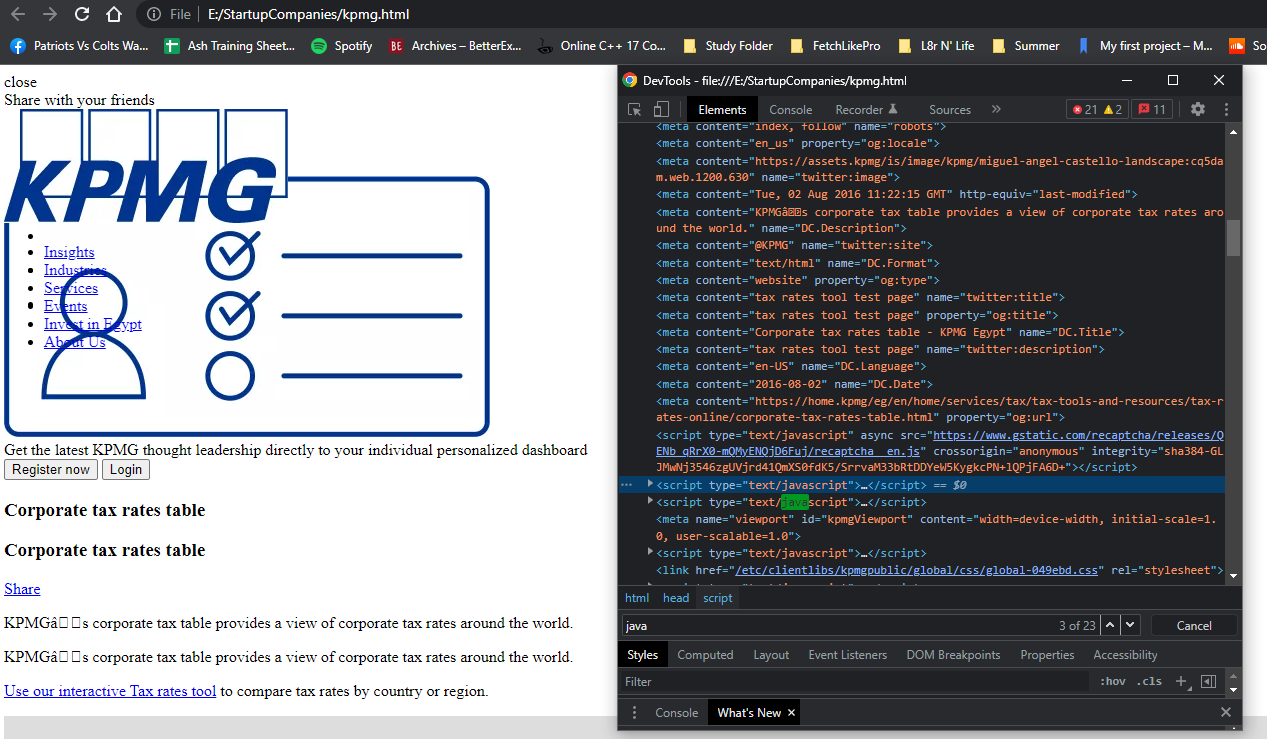 File | E:/StartupCompanies/kpmg.html
Patriots Vs Colts Wa... Ash Training Sheet... Spotify BE Archives – BetterEx... Online C++ 17 Co... Study Folder FetchLikePro L8r N' Life Summer My first project – M... So
close
Share with your friends
KPMG
Insights
Industries
Services
Events
Invest in Egypt
About Us
Get the latest KPMG thought leadership directly to your individual personalized dashboard
Register now Login
Corporate tax rates table
Corporate tax rates table
Share
KPMGâ□□s corporate tax table provides a view of corporate tax rates around the world.
KPMGâ□□s corporate tax table provides a view of corporate tax rates around the world.
Use our interactive Tax rates tool to compare tax rates by country or region.
DevTools - file:///E:/StartupCompanies/kpmg.html
Elements Console Recorder Sources » 21 2 11
<meta content="index, follow" name="robots">
<meta content="en_us" property="og:locale">
<meta content="https://assets.kpmg/is/image/kpmg/miguel-angel-castello-landscape:cq5da
m.web.1200.630" name="twitter:image">
<meta content="Tue, 02 Aug 2016 11:22:15 GMT" http-equiv="last-modified">
<meta content="KPMGâ□□s corporate tax table provides a view of corporate tax rates aro
und the world." name="DC.Description">
<meta content="@KPMG" name="twitter:site">
<meta content="text/html" name="DC.Format">
<meta content="website" property="og:type">
<meta content="tax rates tool test page" name="twitter:title">
<meta content="tax rates tool test page" property="og:title">
<meta content="Corporate tax rates table - KPMG Egypt" name="DC.Title">
<meta content="tax rates tool test page" name="twitter:description">
<meta content="en-US" name="DC.Language">
<meta content="2016-08-02" name="DC.Date">
<meta content="https://home.kpmg/eg/en/home/services/tax/tax-tools-and-resources/tax-r
ates-online/corporate-tax-rates-table.html" property="og:url">
<script type="text/javascript" async src="https://www.gstatic.com/recaptcha/releases/Q
ENb_qRrX0-mQMyENQjD6Fuj/recaptcha__en.js" crossorigin="anonymous" integrity="sha384-GL
JMwNj3546zgUVjrd41QmXS0fdK5/SrrvaM33bRtDDYeW5KygkcPN+lQPjFA6D+"></script>
<script type="text/javascript">…</script> == $0
<script type="text/javascript">…</script>
<meta name="viewport" id="kpmgViewport" content="width=device-width, initial-scale=1.
0, user-scalable=1.0">
<script type="text/javascript">…</script>
<link href="/etc/clientlibs/kpmgpublic/global/css/global-049ebd.css" rel="stylesheet">
html head script
java 3 of 23 Cancel
Styles Computed Layout Event Listeners DOM Breakpoints Properties Accessibility
Filter :hov .cls +
Console What's New ×